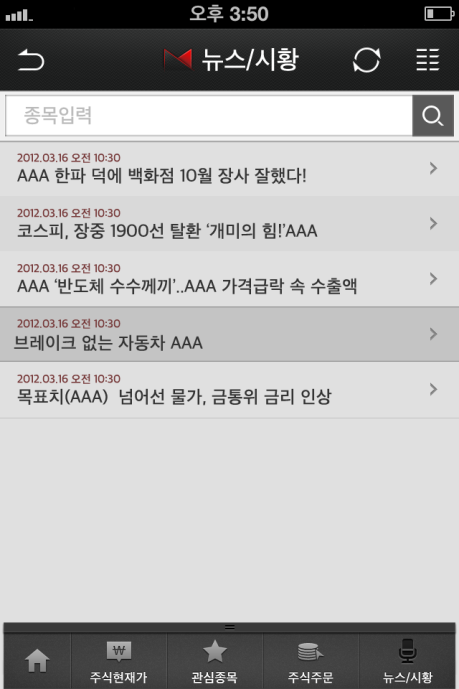 오후 3:50
뉴스/시황
종목입력
2012.03.16 오전 10:30
AAA 한파 덕에 백화점 10월 장사 잘했다!
2012.03.16 오전 10:30
코스피, 장중 1900선 탈환 ‘개미의 힘!’AAA
2012.03.16 오전 10:30
AAA ‘반도체 수수께끼’..AAA 가격급락 속 수출액
2012.03.16 오전 10:30
브레이크 없는 자동차 AAA
2012.03.16 오전 10:30
목표치(AAA) 넘어선 물가, 금통위 금리 인상
₩
주식현재가
관심종목
주식주문
뉴스/시황